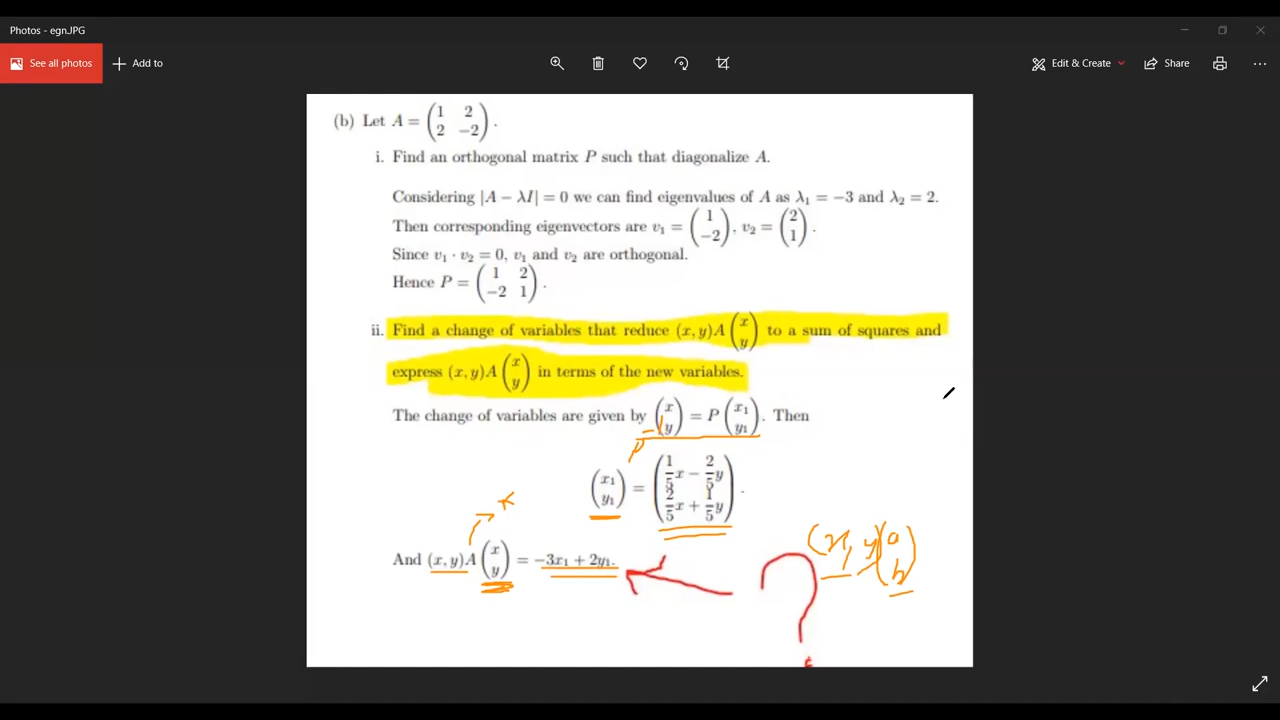 Photos - egnJPG
See all photos
Add to
Edit & Create
Share
(b) Let A = (1 2
2 −2).
i. Find an orthogonal matrix P such that diagonalize A.
Considering |A − λI| = 0 we can find eigenvalues of A as λ₁ = −3 and λ₂ = 2.
Then corresponding eigenvectors are v₁ = (1
−2), v₂ = (2
1).
Since v₁ · v₂ = 0, v₁ and v₂ are orthogonal.
Hence P = (1 2
−2 1).
ii. Find a change of variables that reduce (x, y)A (x
y) to a sum of squares and
express (x, y)A (x
y) in terms of the new variables.
The change of variables are given by (x
y) = P (x₁
y₁). Then
P⁻¹
(x₁
y₁) = (1/5 x − 2/5 y
2/5 x + 1/5 y).
And (x, y)A (x
y) = −3x₁ + 2y₁.
(x, y)(a
b)
?